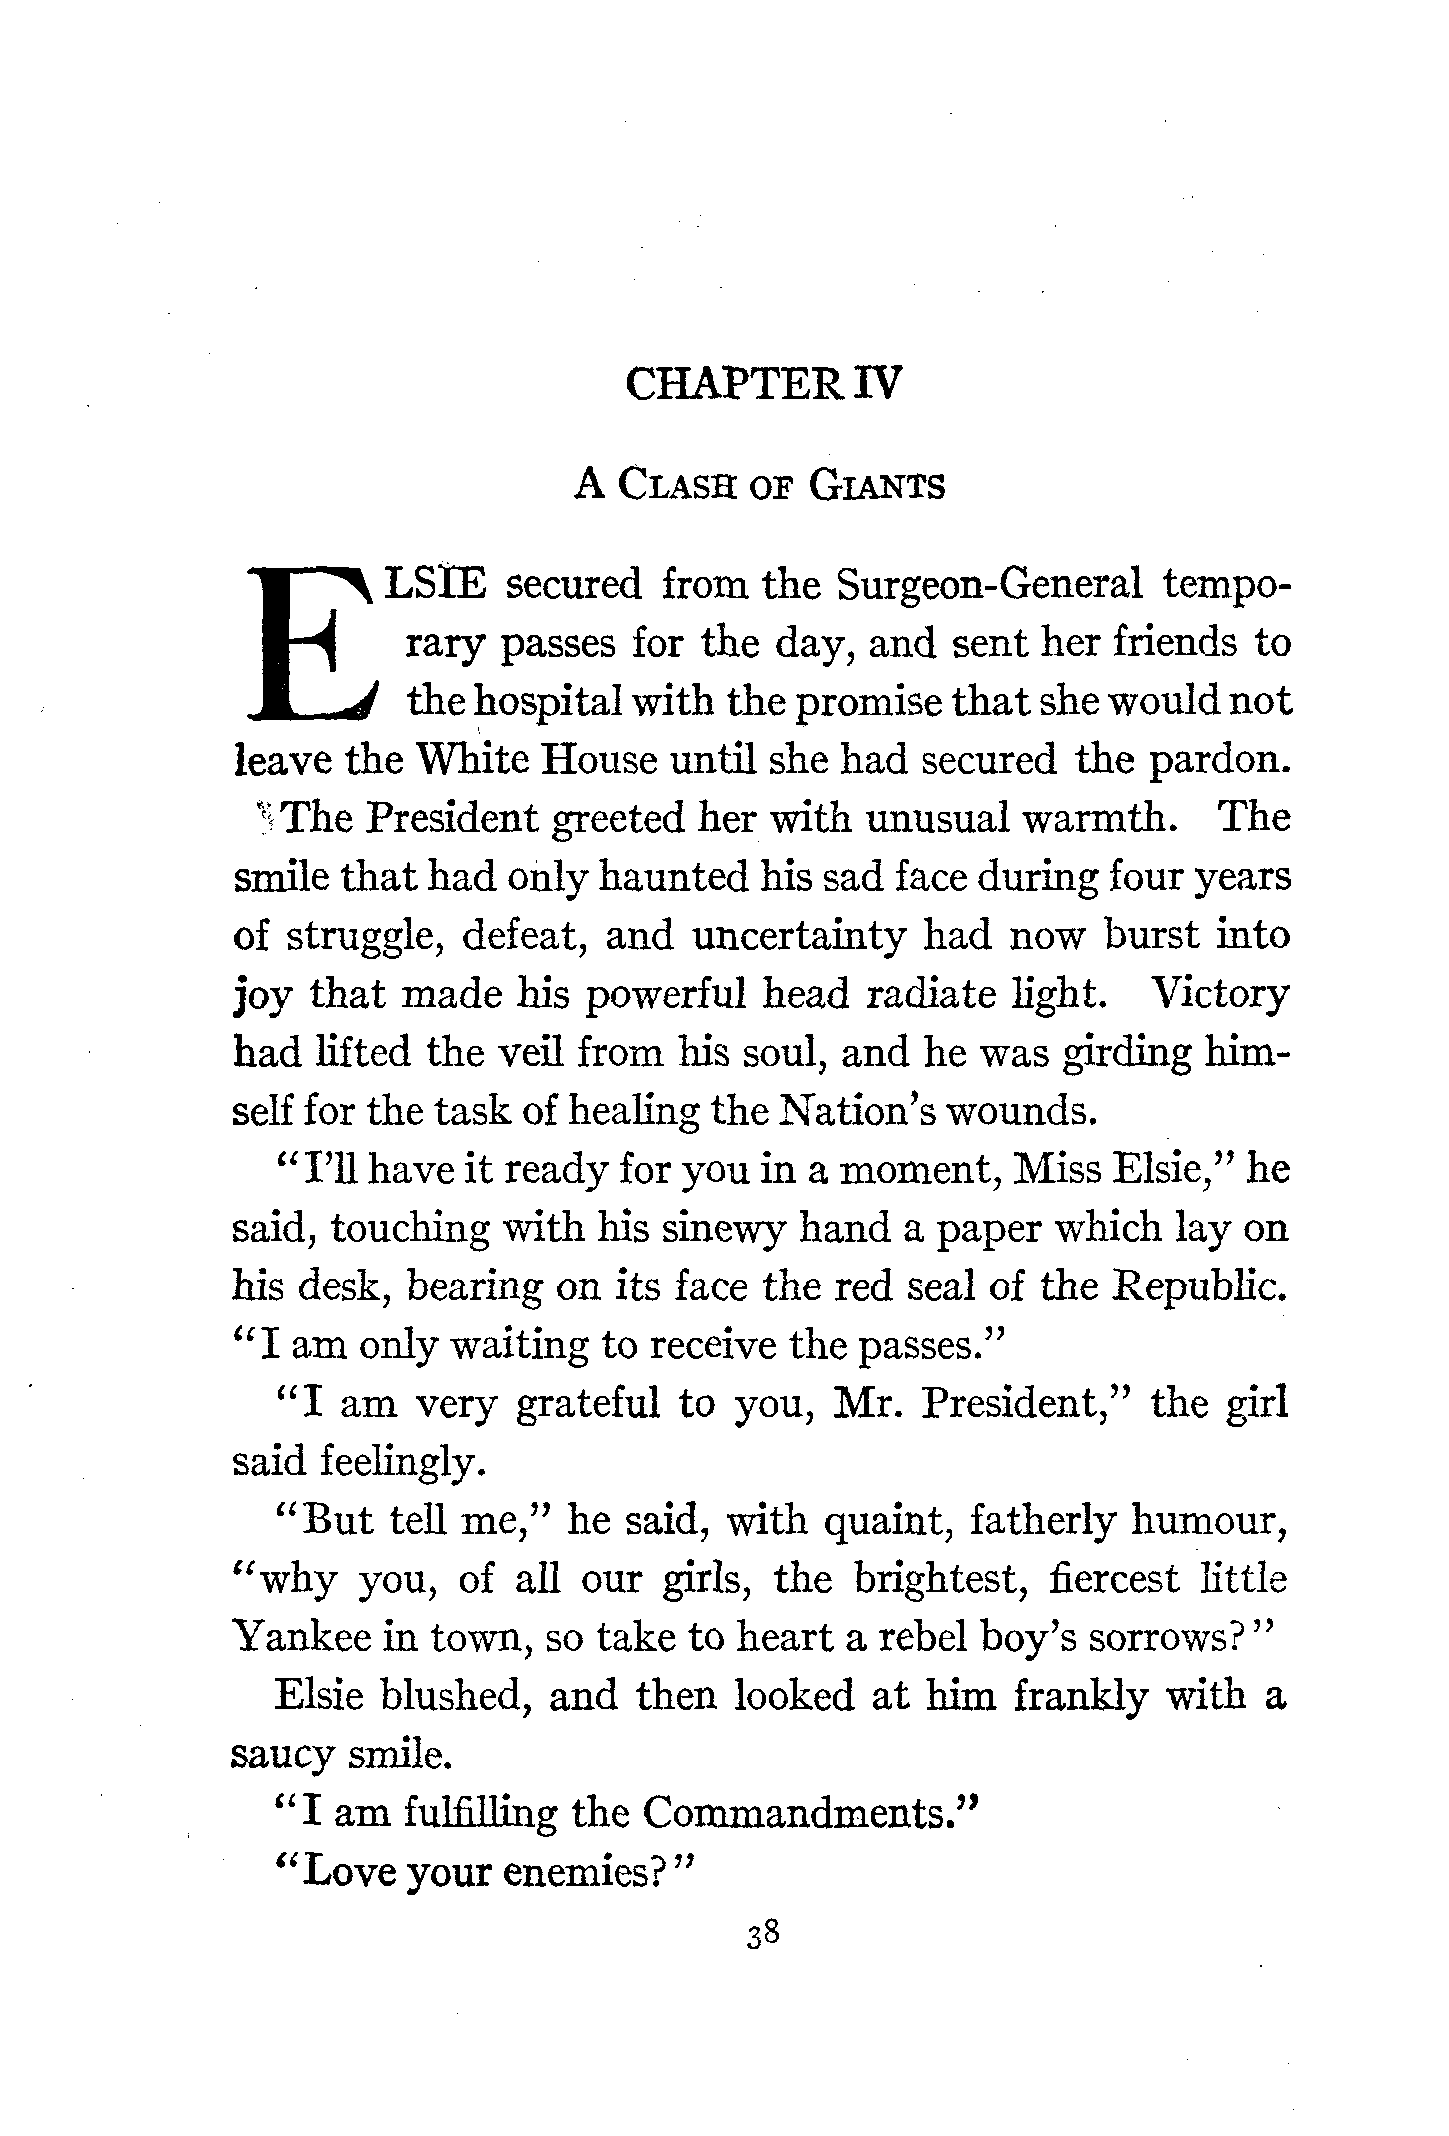 CHAPTER IV
A CLASH OF GIANTS
ELSIE secured from the Surgeon-General tempo-
rary passes for the day, and sent her friends to
the hospital with the promise that she would not
leave the White House until she had secured the pardon.
The President greeted her with unusual warmth. The
smile that had only haunted his sad face during four years
of struggle, defeat, and uncertainty had now burst into
joy that made his powerful head radiate light. Victory
had lifted the veil from his soul, and he was girding him-
self for the task of healing the Nation's wounds.
"I'll have it ready for you in a moment, Miss Elsie," he
said, touching with his sinewy hand a paper which lay on
his desk, bearing on its face the red seal of the Republic.
"I am only waiting to receive the passes."
"I am very grateful to you, Mr. President," the girl
said feelingly.
"But tell me," he said, with quaint, fatherly humour,
"why you, of all our girls, the brightest, fiercest little
Yankee in town, so take to heart a rebel boy's sorrows?"
Elsie blushed, and then looked at him frankly with a
saucy smile.
"I am fulfilling the Commandments."
"Love your enemies?"
38